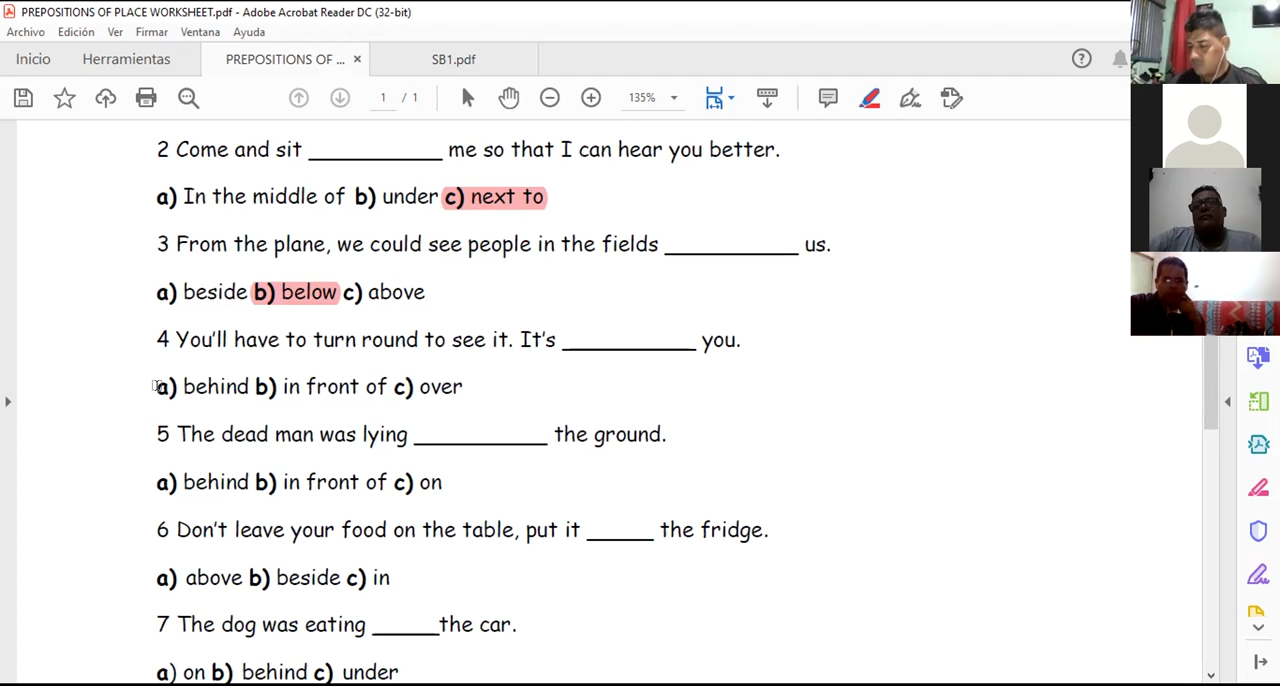 PREPOSITIONS OF PLACE WORKSHEET.pdf - Adobe Acrobat Reader DC (32-bit)
Archivo Edición Ver Firmar Ventana Ayuda
Inicio Herramientas PREPOSITIONS OF ... × SB1.pdf
1 / 1 135%
2 Come and sit ____________ me so that I can hear you better.
a) In the middle of b) under c) next to
3 From the plane, we could see people in the fields ____________ us.
a) beside b) below c) above
4 You'll have to turn round to see it. It's ____________ you.
a) behind b) in front of c) over
5 The dead man was lying ____________ the ground.
a) behind b) in front of c) on
6 Don't leave your food on the table, put it ______ the fridge.
a) above b) beside c) in
7 The dog was eating ______the car.
a) on b) behind c) under